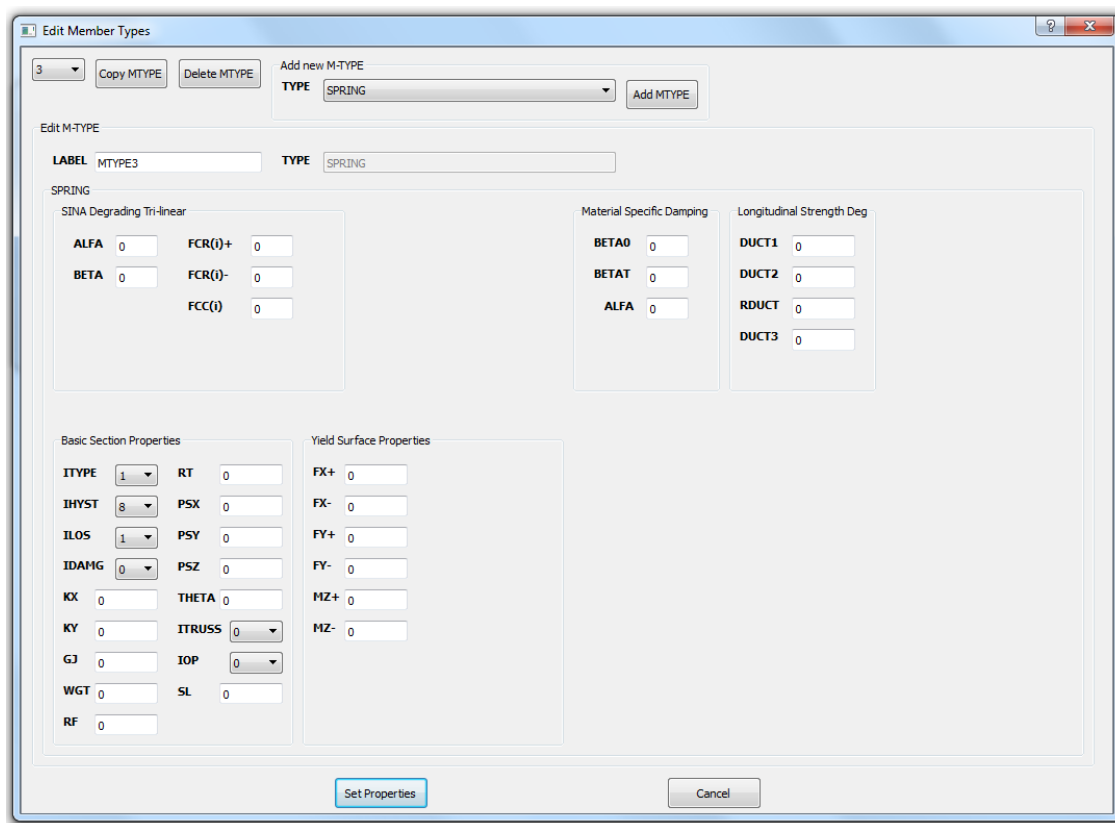 Edit Member Types
3 Copy MTYPE Delete MTYPE
Add new M-TYPE
TYPE SPRING Add MTYPE
Edit M-TYPE
LABEL MTYPE3 TYPE SPRING
SPRING
SINA Degrading Tri-linear
ALFA 0 FCR(i)+ 0
BETA 0 FCR(i)- 0
FCC(i) 0
Material Specific Damping
BETA0 0
BETAT 0
ALFA 0
Longitudinal Strength Deg
DUCT1 0
DUCT2 0
RDUCT 0
DUCT3 0
Basic Section Properties
ITYPE 1 RT 0
IHYST 8 PSX 0
ILOS 1 PSY 0
IDAMG 0 PSZ 0
KX 0 THETA 0
KY 0 ITRUSS 0
GJ 0 IOP 0
WGT 0 SL 0
RF 0
Yield Surface Properties
FX+ 0
FX- 0
FY+ 0
FY- 0
MZ+ 0
MZ- 0
Set Properties Cancel